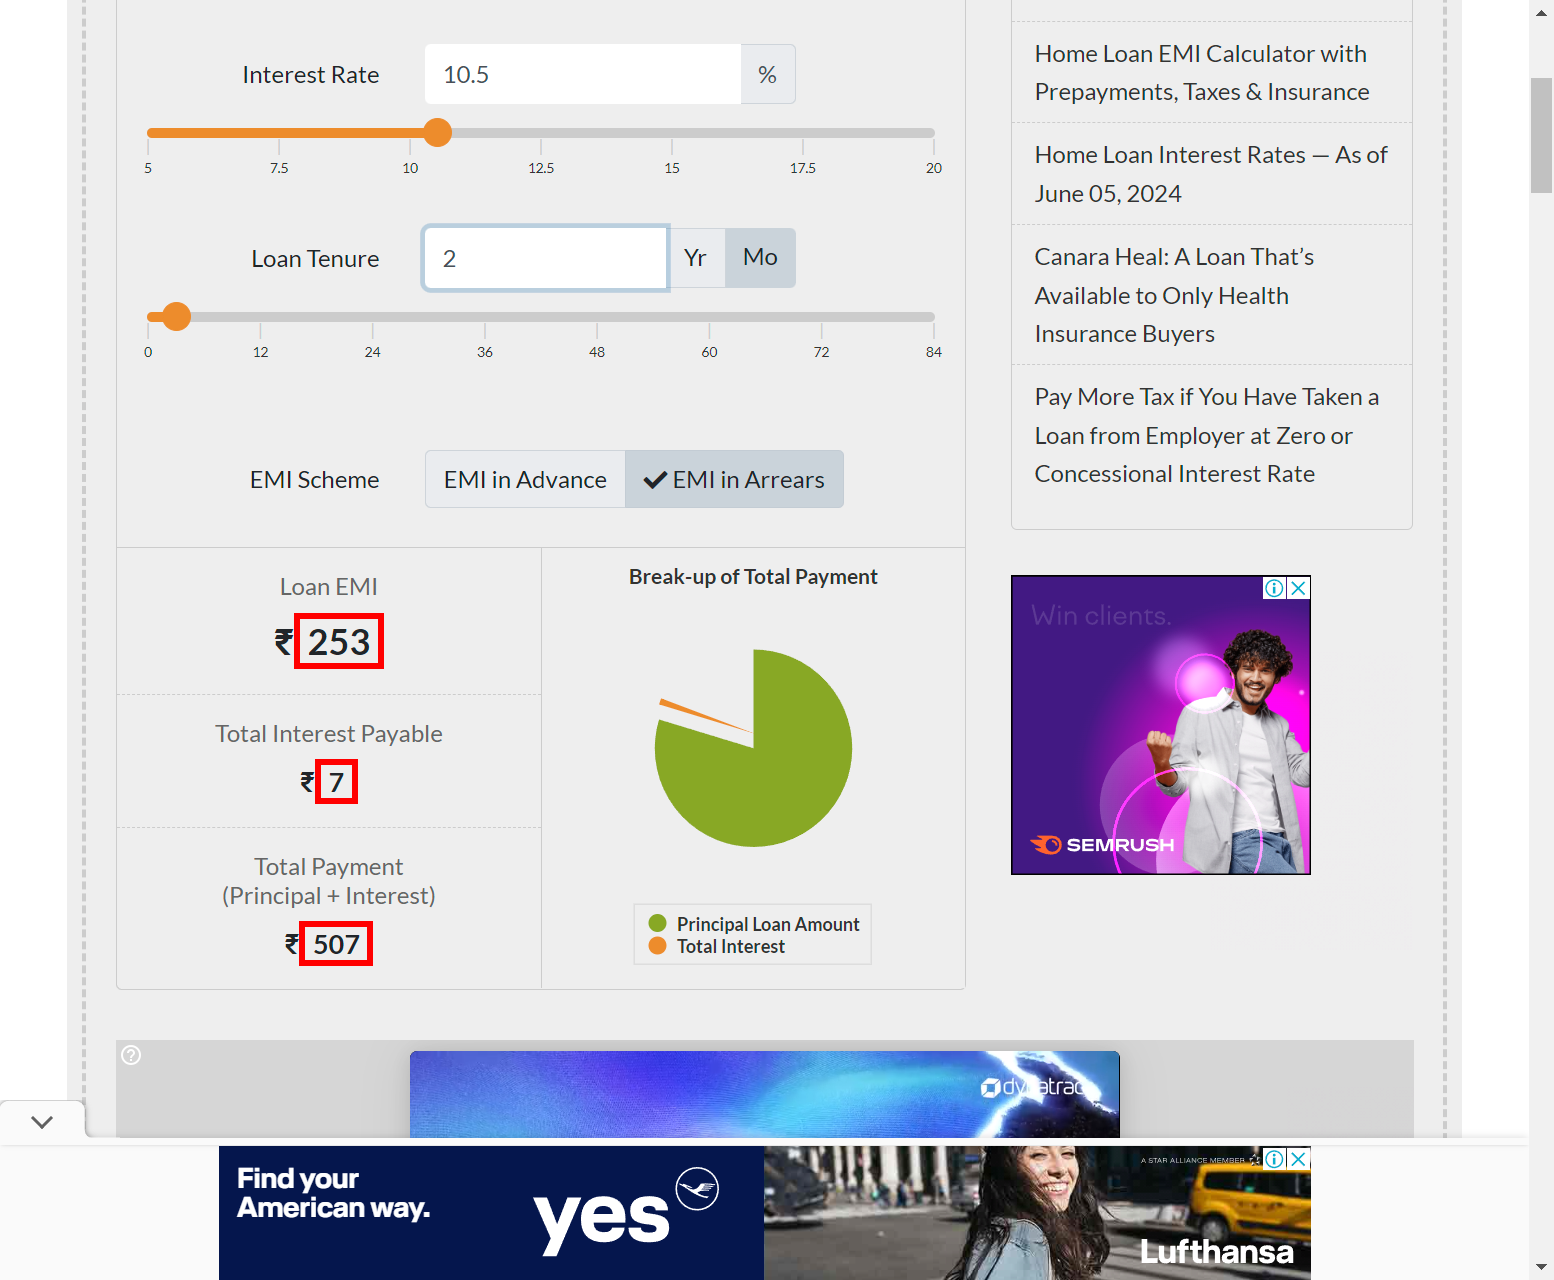 Interest Rate
10.5
%
5
7.5
10
12.5
15
17.5
20
Loan Tenure
2
Yr
Mo
0
12
24
36
48
60
72
84
EMI Scheme
EMI in Advance
EMI in Arrears
Loan EMI
₹ 253
Total Interest Payable
₹ 7
Total Payment
(Principal + Interest)
₹ 507
Break-up of Total Payment
Principal Loan Amount
Total Interest
Home Loan EMI Calculator with
Prepayments, Taxes & Insurance
Home Loan Interest Rates — As of
June 05, 2024
Canara Heal: A Loan That’s
Available to Only Health
Insurance Buyers
Pay More Tax if You Have Taken a
Loan from Employer at Zero or
Concessional Interest Rate
Win clients.
SEMRUSH
dynatrace
Find your
American way.
yes
A STAR ALLIANCE MEMBER
Lufthansa